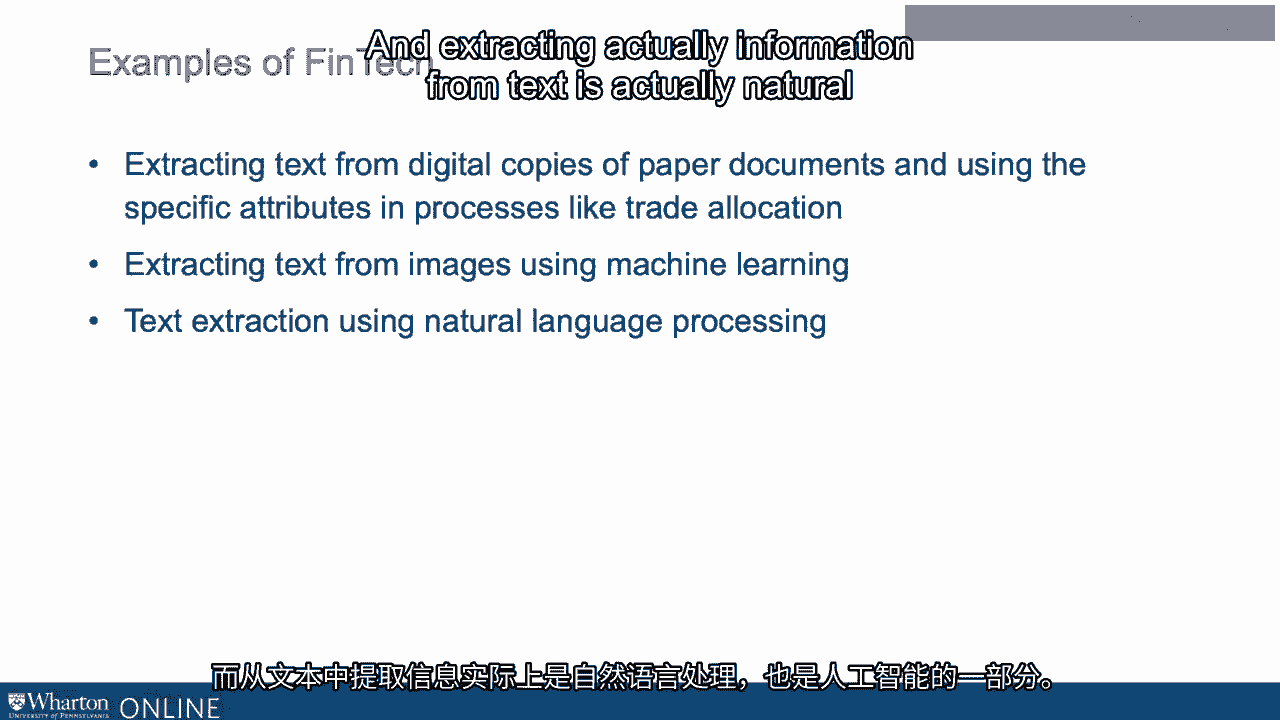 And extracting actually information
from text is actually natural
Examples of FinTech
• Extracting text from digital copies of paper documents and using the
specific attributes in processes like trade allocation
• Extracting text from images using machine learning
• Text extraction using natural language processing
而从文本中提取信息实际上是自然语言处理，也是人工智能的一部分。
Wharton
UNIVERSITY of PENNSYLVANIA
ONLINE